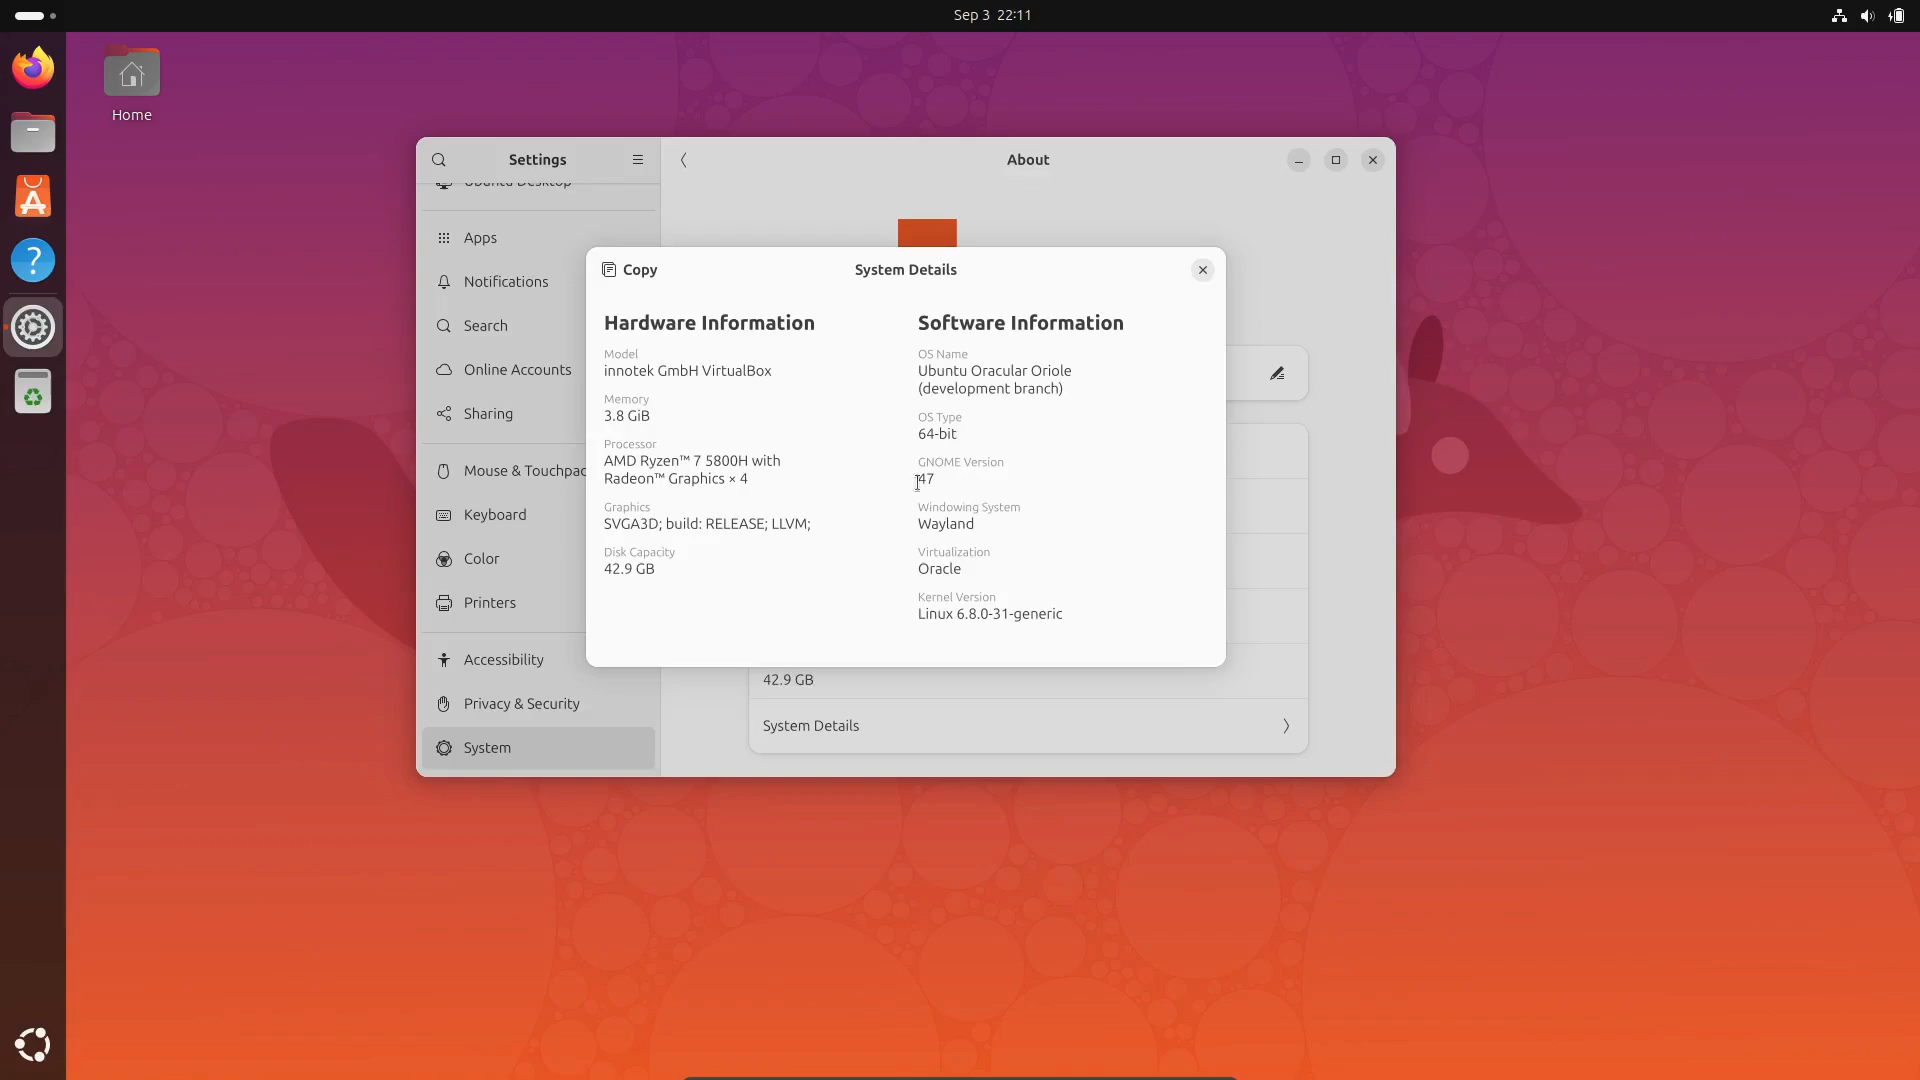 Sep 3 22:11
Home
Settings
About
Ubuntu Desktop
Apps
Notifications
Search
Online Accounts
Sharing
Mouse & Touchpad
Keyboard
Color
Printers
Accessibility
Privacy & Security
System
Copy
System Details
Hardware Information
Model
innotek GmbH VirtualBox
Memory
3.8 GiB
Processor
AMD Ryzen™ 7 5800H with
Radeon™ Graphics × 4
Graphics
SVGA3D; build: RELEASE; LLVM;
Disk Capacity
42.9 GB
Software Information
OS Name
Ubuntu Oracular Oriole
(development branch)
OS Type
64-bit
GNOME Version
47
Windowing System
Wayland
Virtualization
Oracle
Kernel Version
Linux 6.8.0-31-generic
42.9 GB
System Details